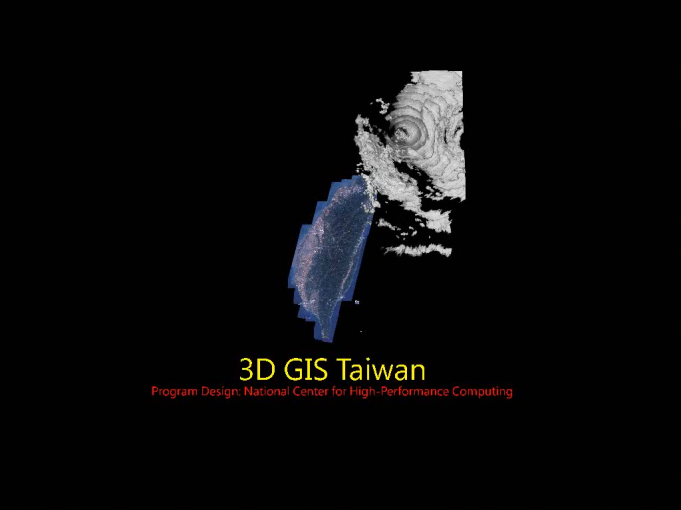 3D GIS Taiwan
Program Design: National Center for High-Performance Computing